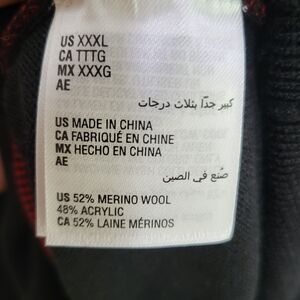 US XXXL
CA TTTG
MX XXXG
AE
كبير جدًا بثلاث درجات
US MADE IN CHINA
CA FABRIQUÉ EN CHINE
MX HECHO EN CHINA
AE
صُنع في الصين
US 52% MERINO WOOL
48% ACRYLIC
CA 52% LAINE MÉRINOS